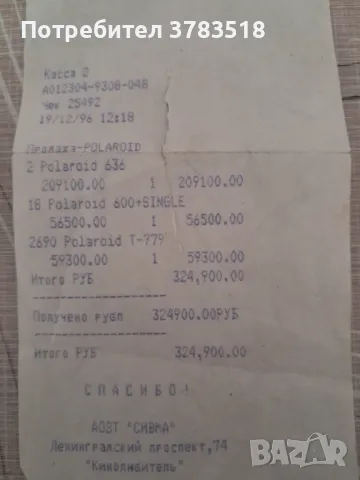 Потребител 3783518
Касса 2
А012304-9308-048
Чек 25492
19/12/96 12:18
Продажа-POLAROID
2 Polaroid 636
209100.00 1 209100.00
18 Polaroid 600+SINGLE
56500.00 1 56500.00
2690 Polaroid T-779
59300.00 1 59300.00
Итого РУБ 324,900.00
Получено рубл 324900.00РУБ
Итого РУБ 324,900.00
СПАСИБО!
АОЗТ "СИВМА"
Ленинградский проспект,74
"Кинолюбитель"
bazar